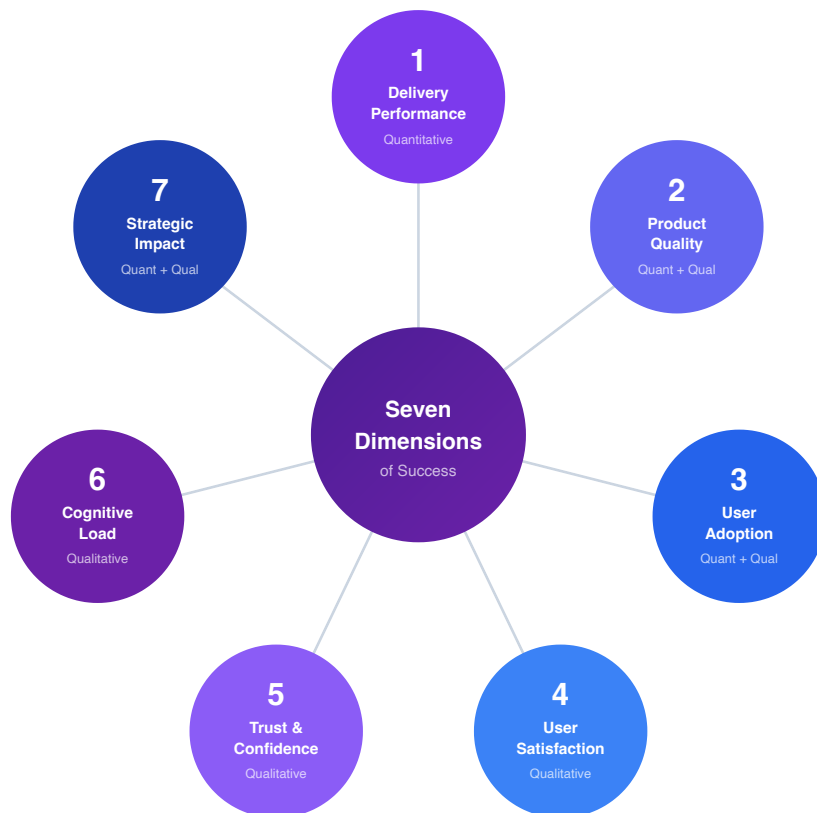 1
Delivery
Performance
Quantitative
7
Strategic
Impact
Quant + Qual
2
Product
Quality
Quant + Qual
Seven
Dimensions
of Success
6
Cognitive
Load
Qualitative
3
User
Adoption
Quant + Qual
5
Trust &
Confidence
Qualitative
4
User
Satisfaction
Qualitative